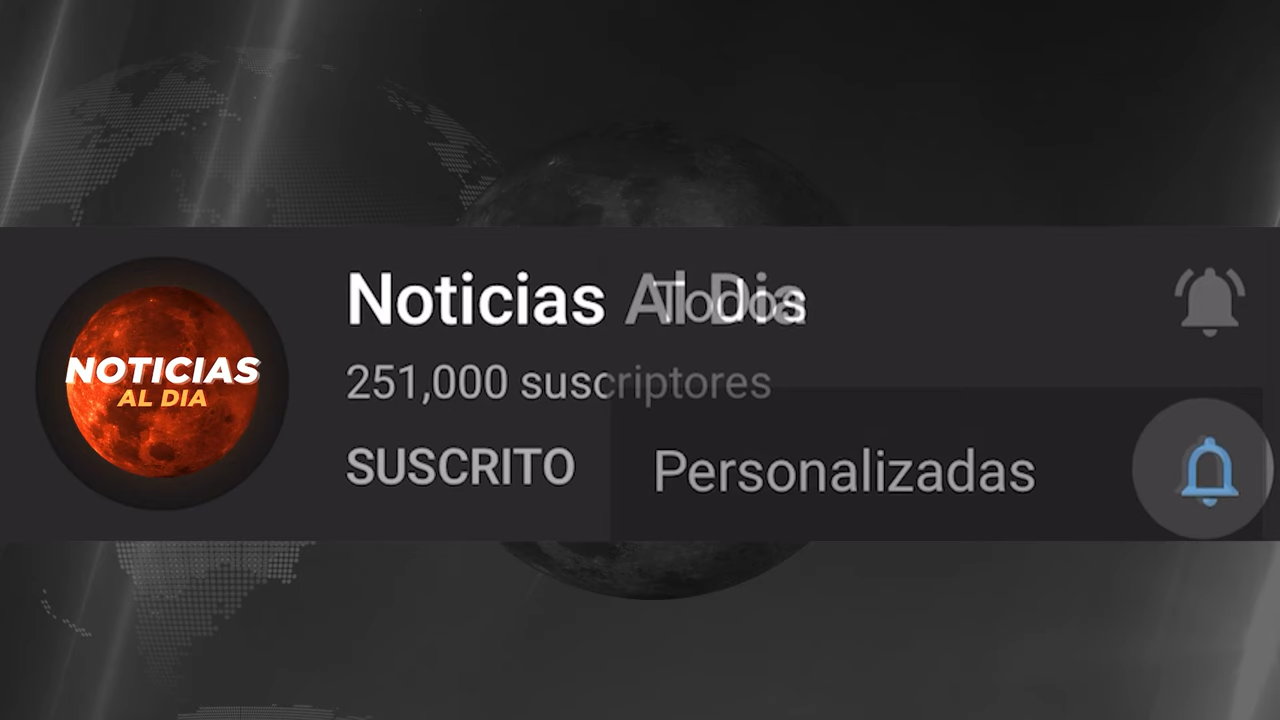 NOTICIAS
AL DIA
Noticias Al Dia
Todos
251,000 suscriptores
SUSCRITO
Personalizadas